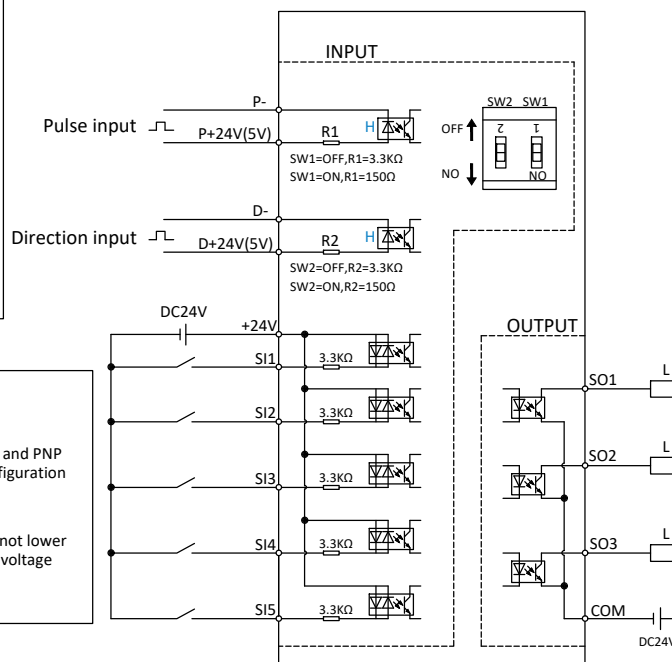 INPUT
P-
Pulse input
P+24V(5V)
R1
H
SW1=OFF,R1=3.3KΩ
SW1=ON,R1=150Ω
SW2 SW1
OFF
2 1
NO
NO
D-
Direction input
D+24V(5V)
R2
H
SW2=OFF,R2=3.3KΩ
SW2=ON,R2=150Ω
DC24V
+24V
OUTPUT
SI1
3.3KΩ
SO1
L
SI2
3.3KΩ
and PNP
figuration
SO2
L
SI3
3.3KΩ
not lower
voltage
SI4
3.3KΩ
SO3
L
SI5
3.3KΩ
COM
DC24V